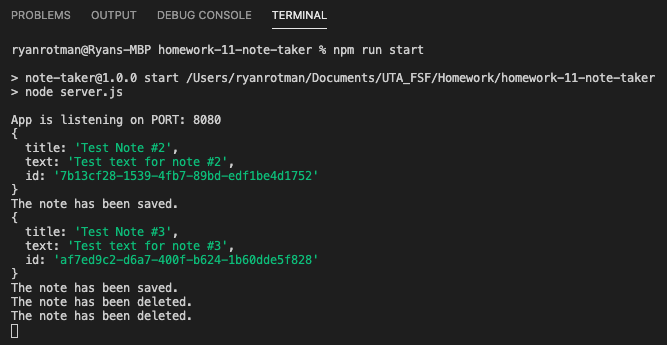 PROBLEMS OUTPUT DEBUG CONSOLE TERMINAL
ryanrotman@Ryans-MBP homework-11-note-taker % npm run start
> note-taker@1.0.0 start /Users/ryanrotman/Documents/UTA_FSF/Homework/homework-11-note-taker
> node server.js
App is listening on PORT: 8080
{
  title: 'Test Note #2',
  text: 'Test text for note #2',
  id: '7b13cf28-1539-4fb7-89bd-edf1be4d1752'
}
The note has been saved.
{
  title: 'Test Note #3',
  text: 'Test text for note #3',
  id: 'af7ed9c2-d6a7-400f-b624-1b60dde5f828'
}
The note has been saved.
The note has been deleted.
The note has been deleted.